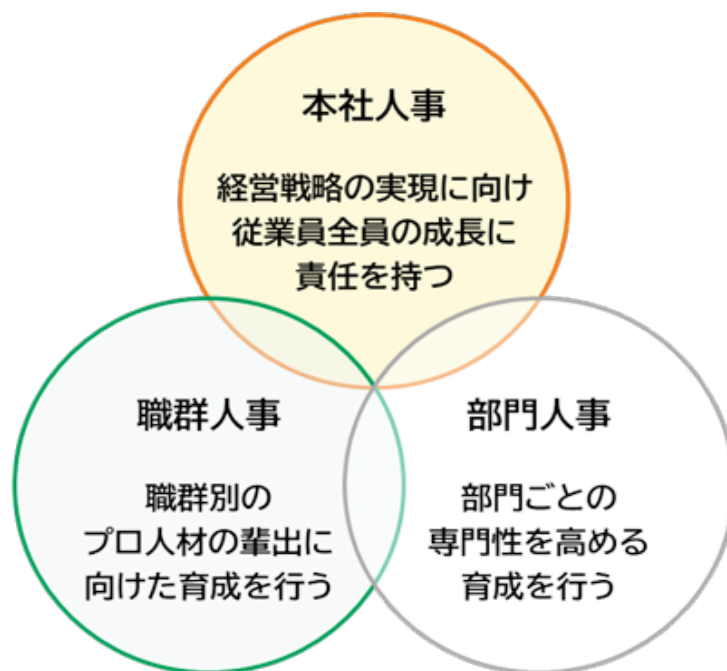 本社人事
経営戦略の実現に向け
従業員全員の成長に
責任を持つ
職群人事
職群別の
プロ人材の輩出に
向けた育成を行う
部門人事
部門ごとの
専門性を高める
育成を行う